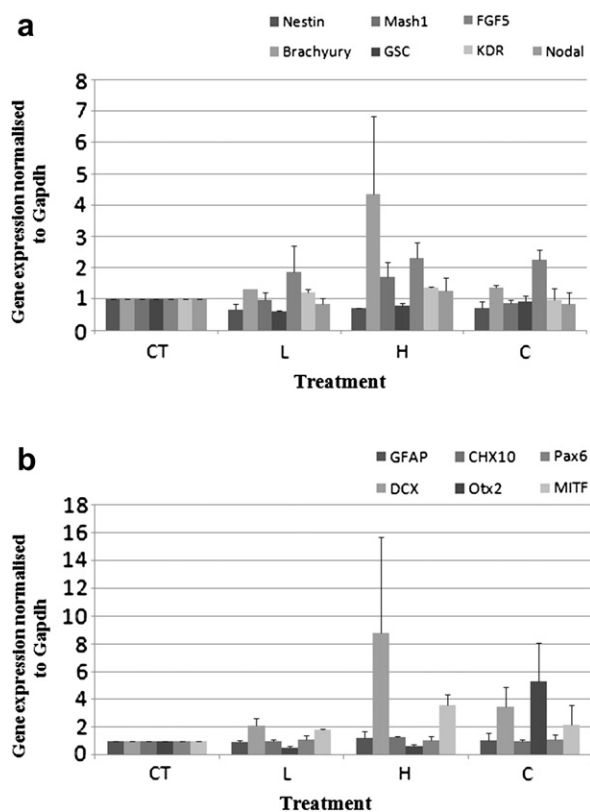 a
Nestin Mash1 FGF5
Brachyury GSC KDR Nodal
Gene expression normalised
to Gapdh
8
7
6
5
4
3
2
1
0
CT L H C
Treatment
b
GFAP CHX10 Pax6
DCX Otx2 MITF
Gene expression normalised
to Gapdh
18
16
14
12
10
8
6
4
2
0
CT L H C
Treatment